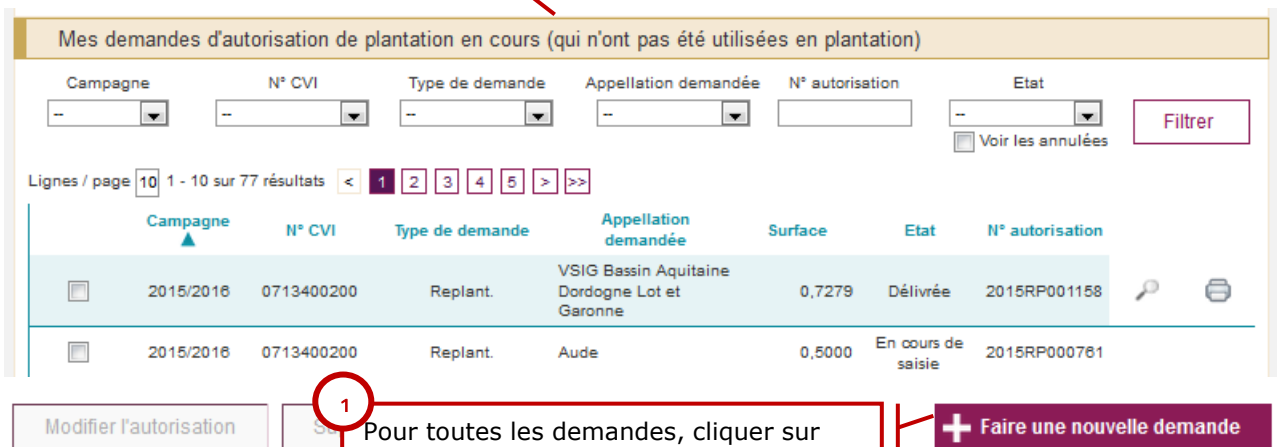 Mes demandes d'autorisation de plantation en cours (qui n'ont pas été utilisées en plantation)
Campagne N° CVI Type de demande Appellation demandée N° autorisation Etat
-- -- -- -- --
Filtrer
Voir les annulées
Lignes / page 10 1 - 10 sur 77 résultats < 1 2 3 4 5 > >>
Campagne N° CVI Type de demande Appellation demandée Surface Etat N° autorisation
2015/2016 0713400200 Replant. VSIG Bassin Aquitaine Dordogne Lot et Garonne 0,7279 Délivrée 2015RP001158
2015/2016 0713400200 Replant. Aude 0,5000 En cours de saisie 2015RP000761
Modifier l'autorisation
1
Pour toutes les demandes, cliquer sur
Faire une nouvelle demande